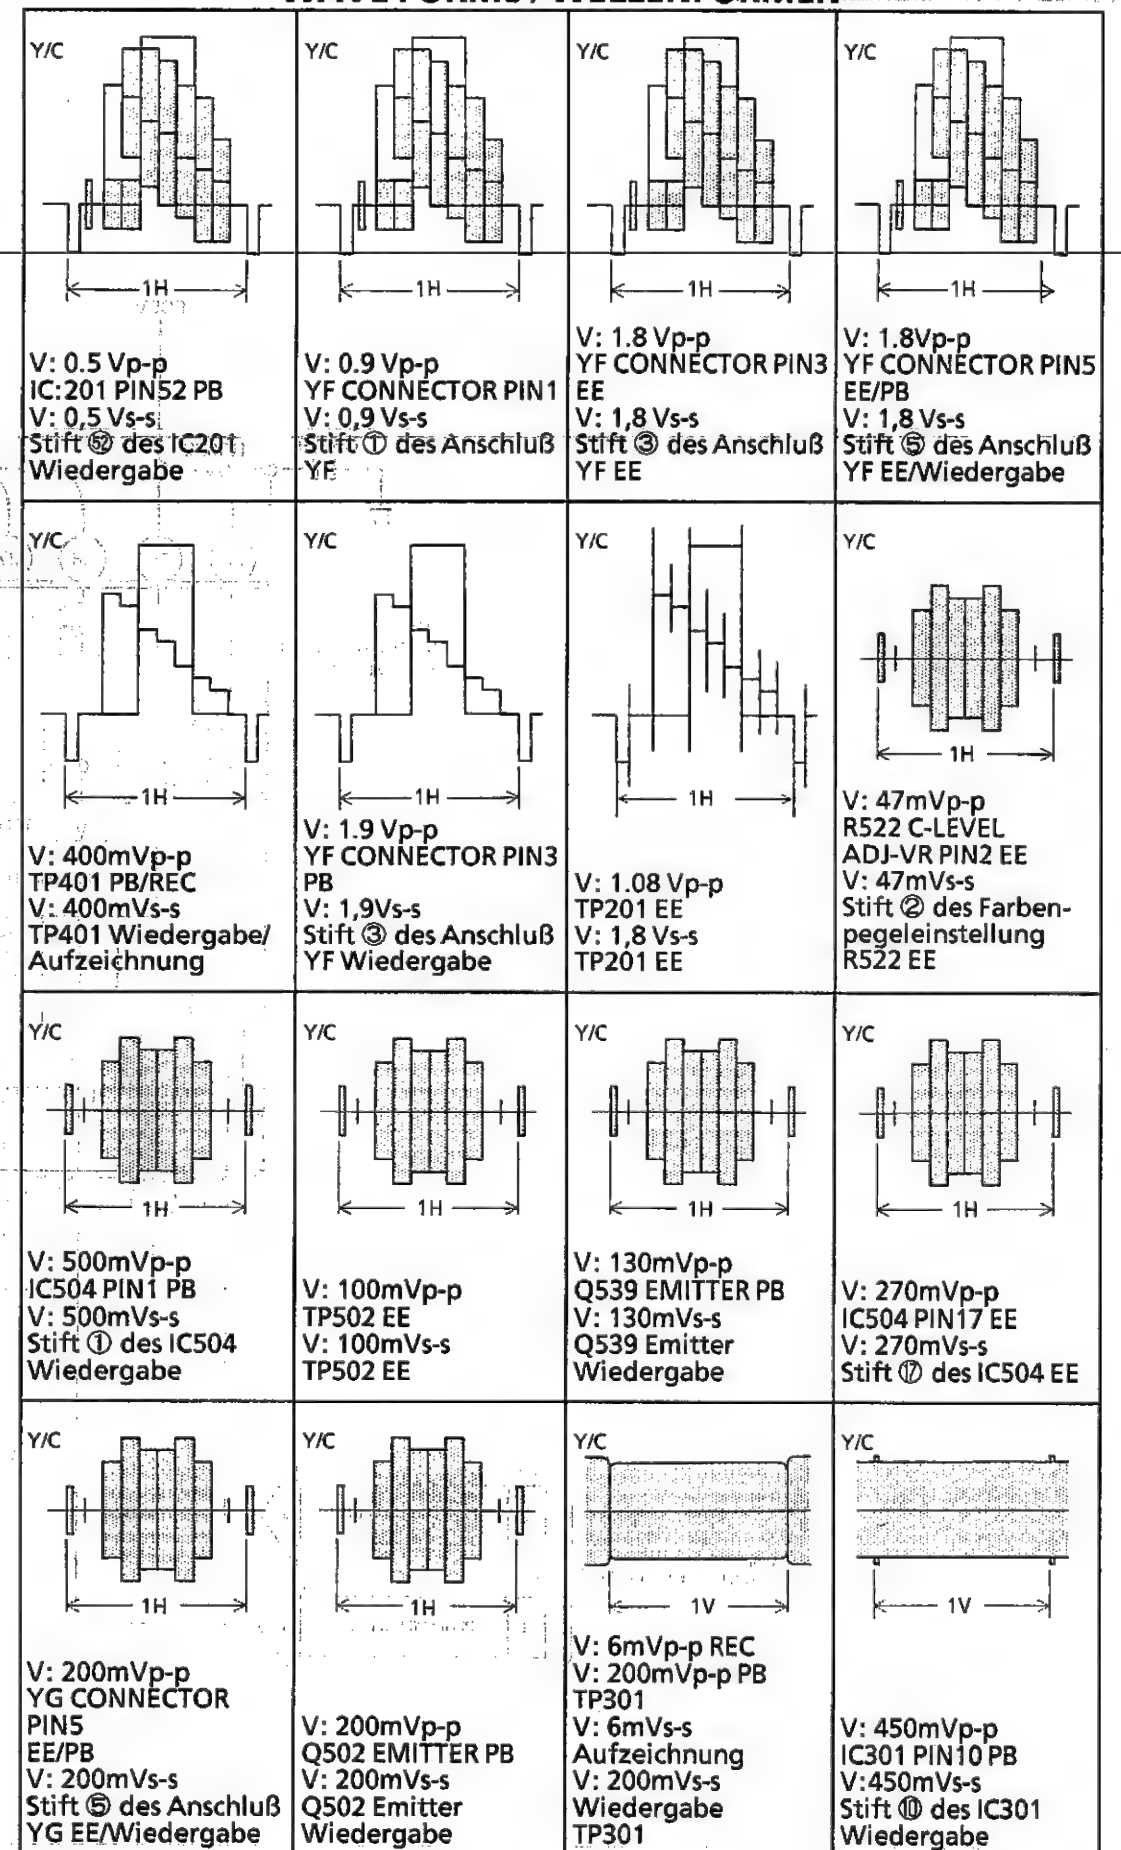 Y/C
1H
V: 0.5 Vp-p
IC:201 PIN52 PB
V: 0,5 Vs-s
Stift ㊾ des IC201
Wiedergabe
Y/C
1H
V: 0.9 Vp-p
YF CONNECTOR PIN1
V: 0,9 Vs-s
Stift ① des Anschluß
YF
Y/C
1H
V: 1.8 Vp-p
YF CONNECTOR PIN3
EE
V: 1,8 Vs-s
Stift ③ des Anschluß
YF EE
Y/C
1H
V: 1.8Vp-p
YF CONNECTOR PIN5
EE/PB
V: 1,8 Vs-s
Stift ⑤ des Anschluß
YF EE/Wiedergabe
Y/C
1H
V: 400mVp-p
TP401 PB/REC
V: 400mVs-s
TP401 Wiedergabe/
Aufzeichnung
Y/C
1H
V: 1.9 Vp-p
YF CONNECTOR PIN3
PB
V: 1,9Vs-s
Stift ③ des Anschluß
YF Wiedergabe
Y/C
1H
V: 1.08 Vp-p
TP201 EE
V: 1,8 Vs-s
TP201 EE
Y/C
1H
V: 47mVp-p
R522 C-LEVEL
ADJ-VR PIN2 EE
V: 47mVs-s
Stift ② des Farben-
pegeleinstellung
R522 EE
Y/C
1H
V: 500mVp-p
IC504 PIN1 PB
V: 500mVs-s
Stift ① des IC504
Wiedergabe
Y/C
1H
V: 100mVp-p
TP502 EE
V: 100mVs-s
TP502 EE
Y/C
1H
V: 130mVp-p
Q539 EMITTER PB
V: 130mVs-s
Q539 Emitter
Wiedergabe
Y/C
1H
V: 270mVp-p
IC504 PIN17 EE
V: 270mVs-s
Stift ⑰ des IC504 EE
Y/C
1H
V: 200mVp-p
YG CONNECTOR
PIN5
EE/PB
V: 200mVs-s
Stift ⑤ des Anschluß
YG EE/Wiedergabe
Y/C
1H
V: 200mVp-p
Q502 EMITTER PB
V: 200mVs-s
Q502 Emitter
Wiedergabe
Y/C
1V
V: 6mVp-p REC
V: 200mVp-p PB
TP301
V: 6mVs-s
Aufzeichnung
V: 200mVs-s
Wiedergabe
TP301
Y/C
1V
V: 450mVp-p
IC301 PIN10 PB
V:450mVs-s
Stift ⑩ des IC301
Wiedergabe